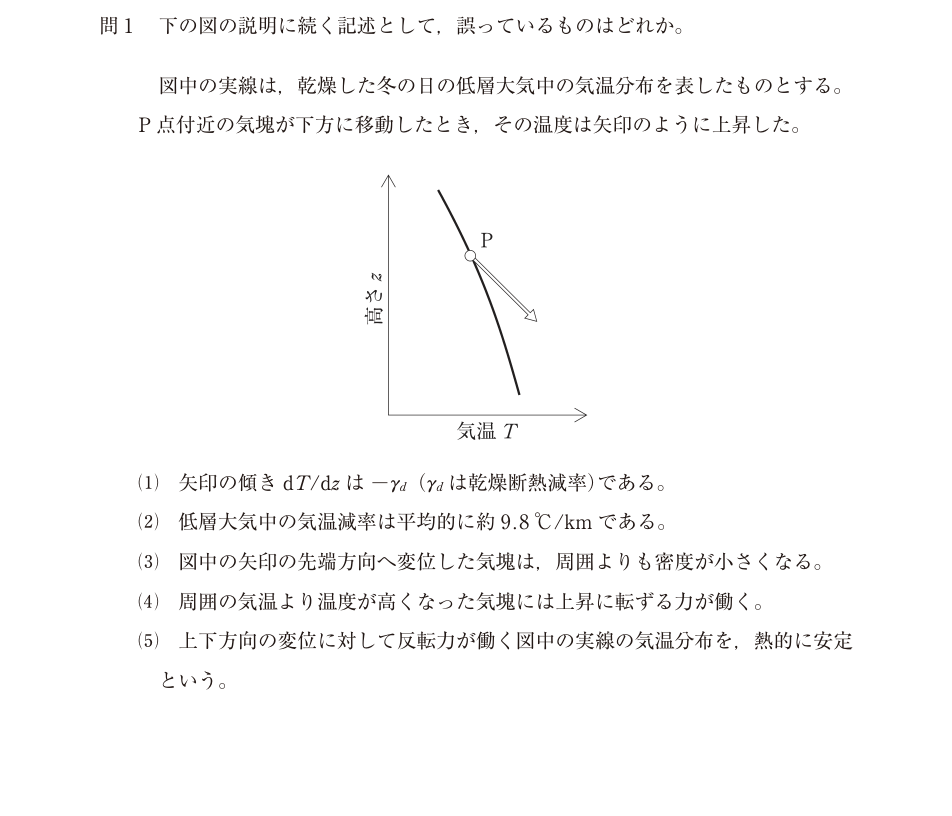 問１　下の図の説明に続く記述として，誤っているものはどれか。
図中の実線は，乾燥した冬の日の低層大気中の気温分布を表したものとする。
P 点付近の気塊が下方に移動したとき，その温度は矢印のように上昇した。
P
高さ z
気温 T
⑴　矢印の傾き dT/dz は －γd（γd は乾燥断熱減率）である。
⑵　低層大気中の気温減率は平均的に約 9.8 ℃/km である。
⑶　図中の矢印の先端方向へ変位した気塊は，周囲よりも密度が小さくなる。
⑷　周囲の気温より温度が高くなった気塊には上昇に転ずる力が働く。
⑸　上下方向の変位に対して反転力が働く図中の実線の気温分布を，熱的に安定
という。